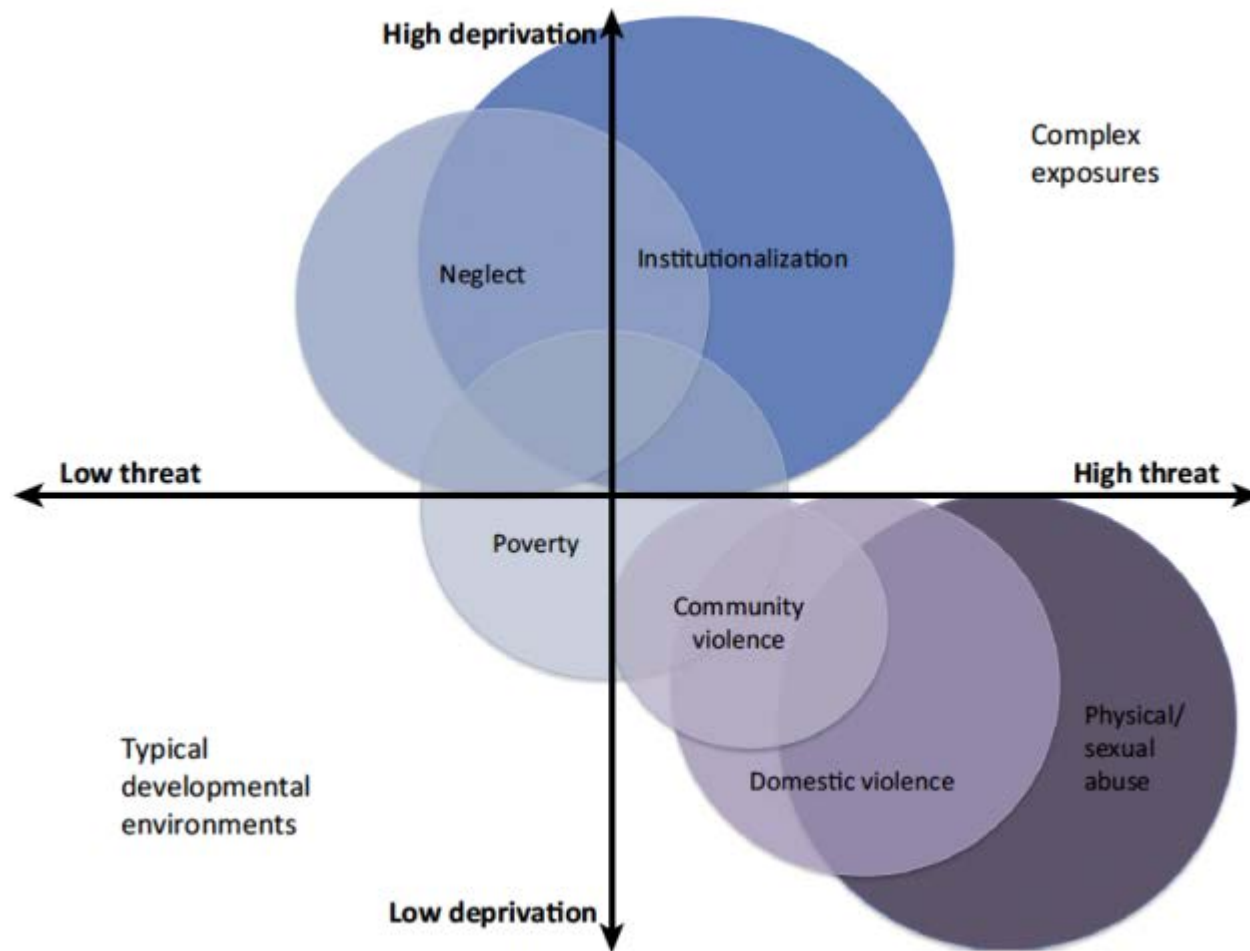 High deprivation
Complex
exposures
Institutionalization
Neglect
Low threat
High threat
Poverty
Community
violence
Physical/
sexual
abuse
Typical
developmental
environments
Domestic violence
Low deprivation